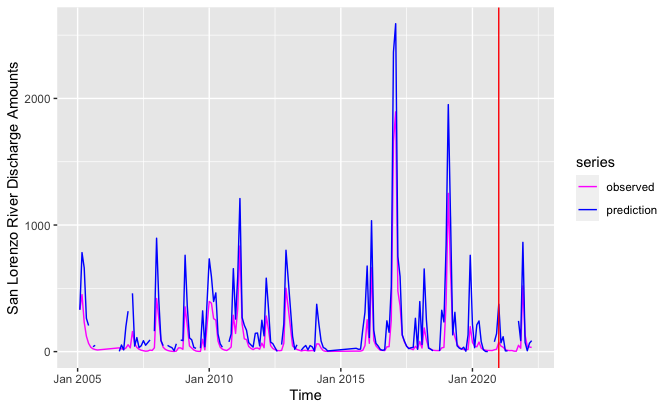 San Lorenzo River Discharge Amounts
2000
1000
0
Jan 2005
Jan 2010
Jan 2015
Jan 2020
Time
series
observed
prediction